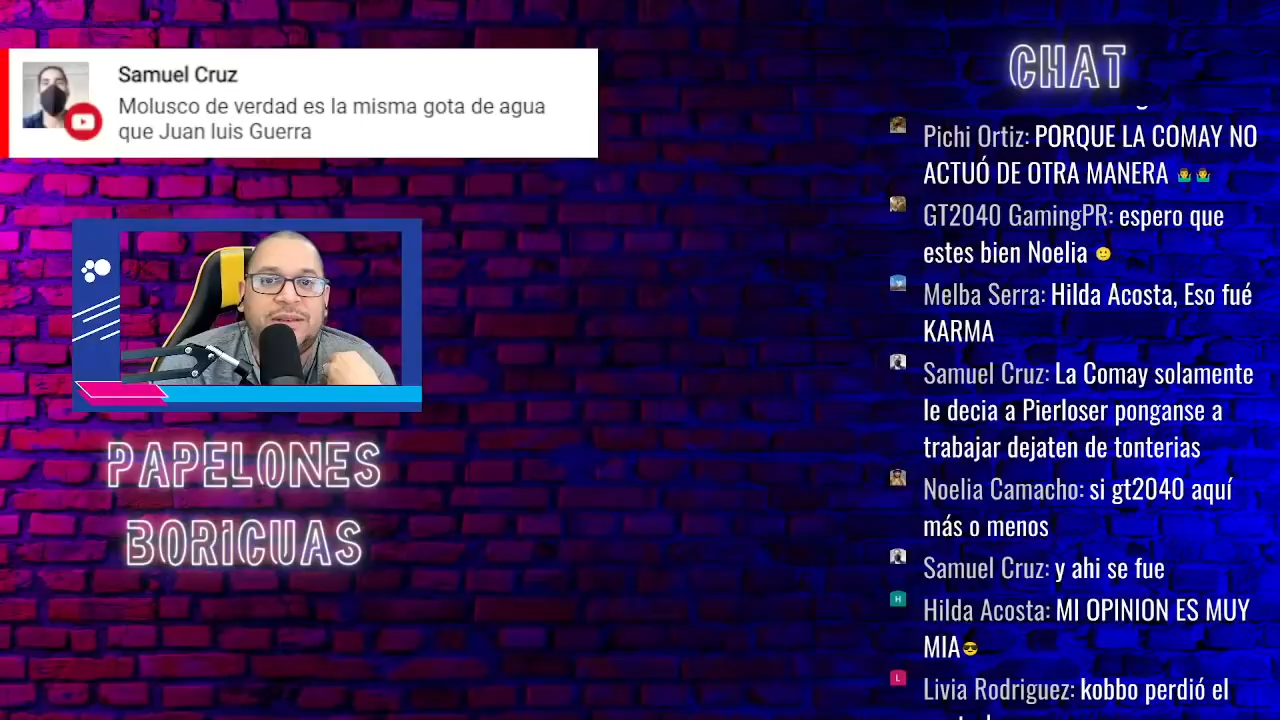 Samuel Cruz
Molusco de verdad es la misma gota de agua
que Juan luis Guerra
PAPELONES
BORICUAS
CHAT
Pichi Ortiz: PORQUE LA COMAY NO
ACTUÓ DE OTRA MANERA 🤷‍♂️🤷‍♂️
GT2040 GamingPR: espero que
estes bien Noelia 🙂
Melba Serra: Hilda Acosta, Eso fué
KARMA
Samuel Cruz: La Comay solamente
le decia a Pierloser ponganse a
trabajar dejaten de tonterias
Noelia Camacho: si gt2040 aquí
más o menos
Samuel Cruz: y ahi se fue
H
Hilda Acosta: MI OPINION ES MUY
MIA😎
L
Livia Rodriguez: kobbo perdió el